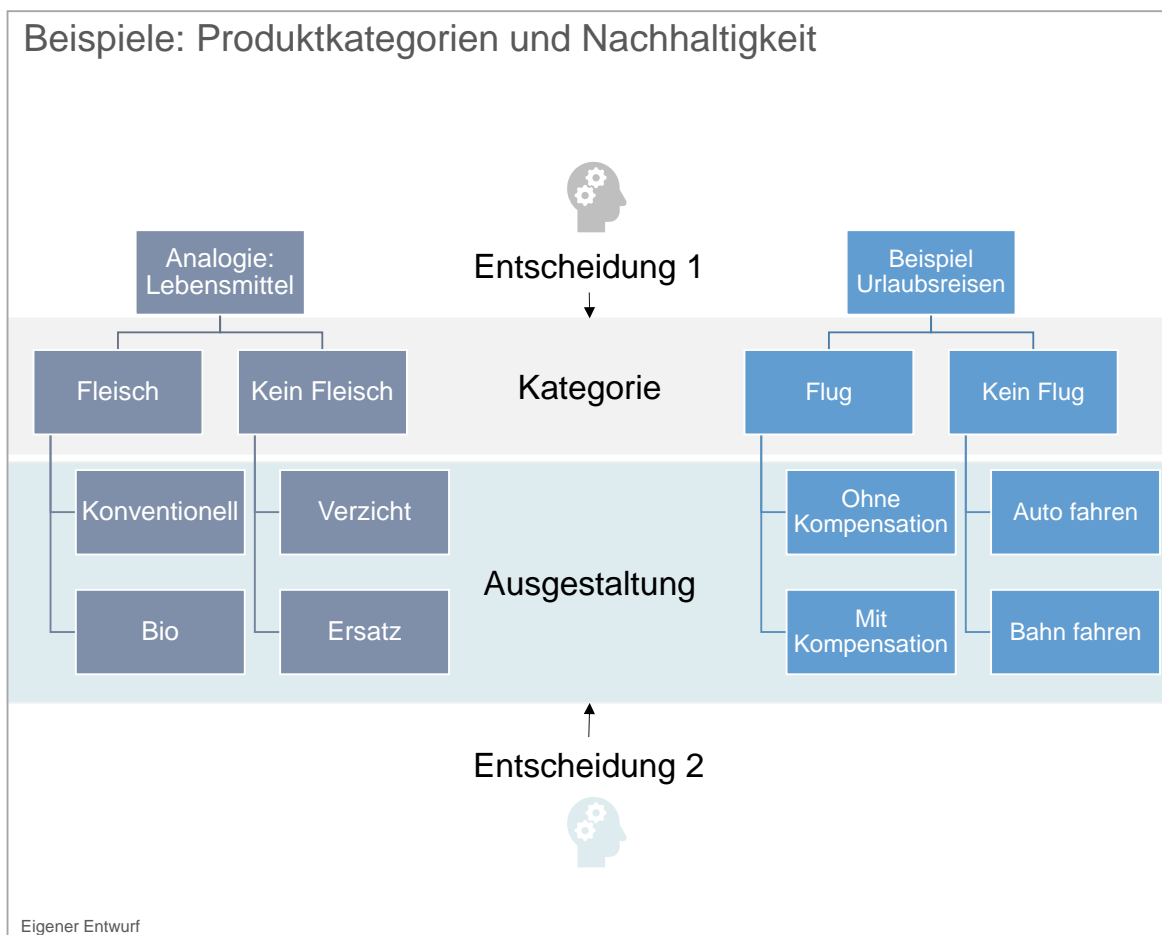 Beispiele: Produktkategorien und Nachhaltigkeit
Analogie:
Lebensmittel
Entscheidung 1
Beispiel
Urlaubsreisen
Fleisch
Kein Fleisch
Kategorie
Flug
Kein Flug
Konventionell
Verzicht
Ohne
Kompensation
Auto fahren
Ausgestaltung
Bio
Ersatz
Mit
Kompensation
Bahn fahren
Entscheidung 2
Eigener Entwurf